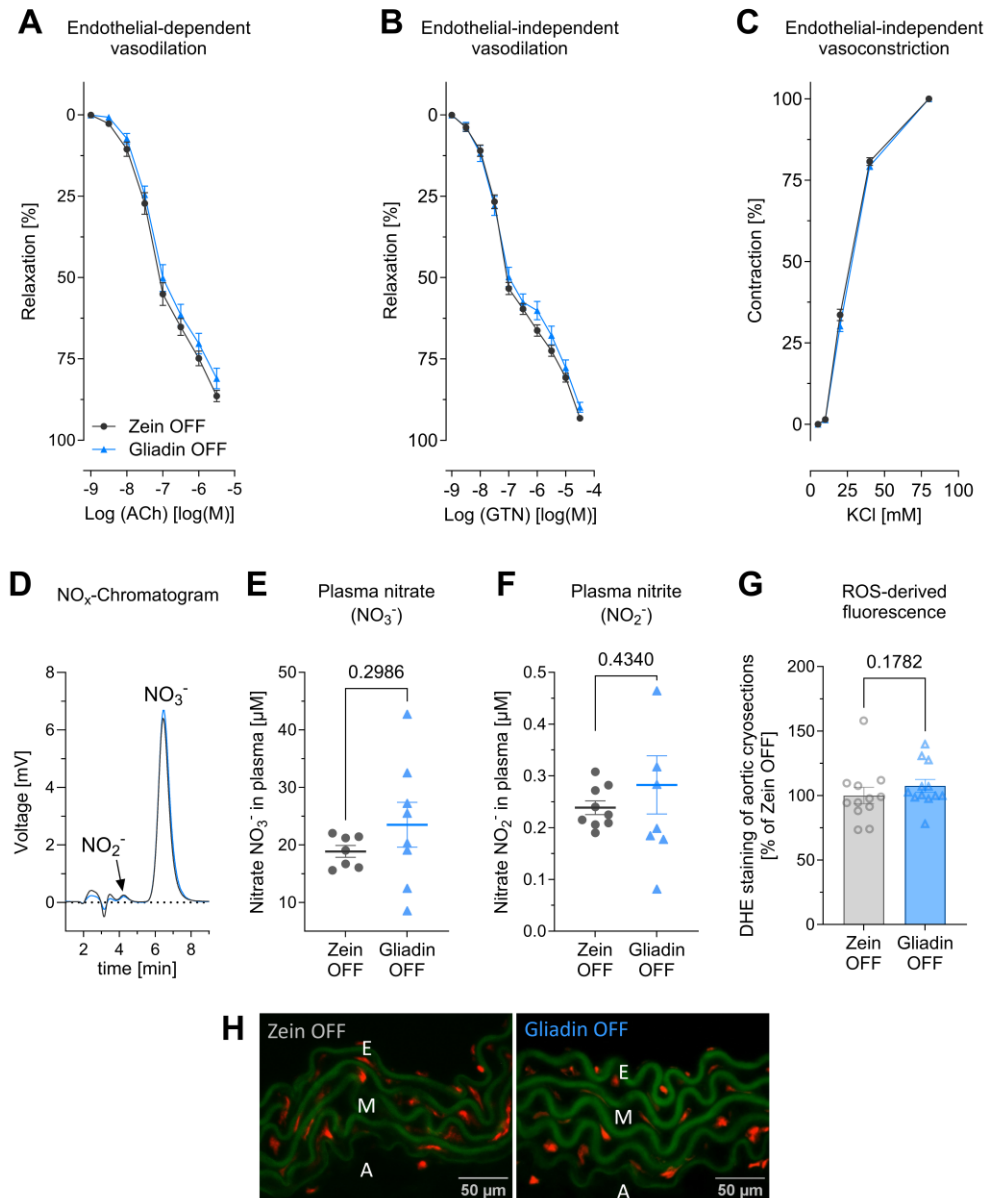 A
Endothelial-dependent
vasodilation
Relaxation [%]
0
25
50
75
100
Zein OFF
Gliadin OFF
-9 -8 -7 -6 -5
Log (ACh) [log(M)]
B
Endothelial-independent
vasodilation
Relaxation [%]
0
25
50
75
100
-9 -8 -7 -6 -5 -4
Log (GTN) [log(M)]
C
Endothelial-independent
vasoconstriction
Contraction [%]
100
75
50
25
0
0 25 50 75 100
KCl [mM]
D
NOx-Chromatogram
Voltage [mV]
8
6
4
2
0
NO3-
NO2-
2 4 6 8
time [min]
E
Plasma nitrate
(NO3-)
Nitrate NO3- in plasma [µM]
50
40
30
20
10
0.2986
Zein
OFF
Gliadin
OFF
F
Plasma nitrite
(NO2-)
Nitrate NO2- in plasma [µM]
0.5
0.4
0.3
0.2
0.1
0.0
0.4340
Zein
OFF
Gliadin
OFF
G
ROS-derived
fluorescence
DHE staining of aortic cryosections
[% of Zein OFF]
200
150
100
50
0
0.1782
Zein
OFF
Gliadin
OFF
H
Zein OFF
E
M
A
50 µm
Gliadin OFF
E
M
A
50 µm